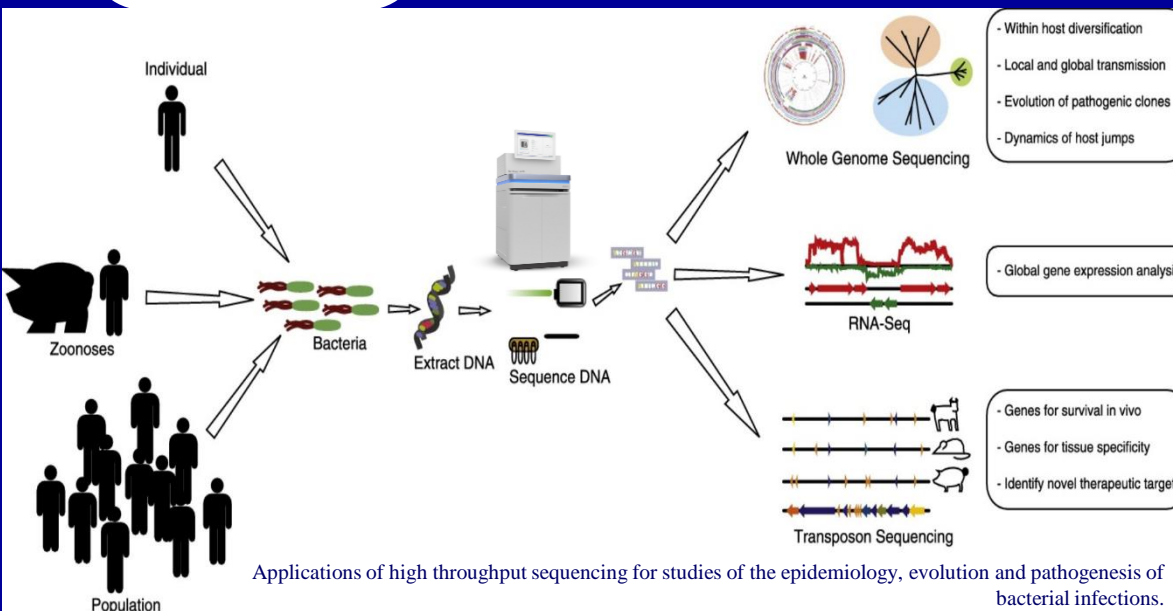 Individual
Zoonoses
Population
Bacteria
Extract DNA
Sequence DNA
Whole Genome Sequencing
- Within host diversification
- Local and global transmission
- Evolution of pathogenic clones
- Dynamics of host jumps
RNA-Seq
- Global gene expression analysi
Transposon Sequencing
- Genes for survival in vivo
- Genes for tissue specificity
- Identify novel therapeutic target
Applications of high throughput sequencing for studies of the epidemiology, evolution and pathogenesis of
bacterial infections.